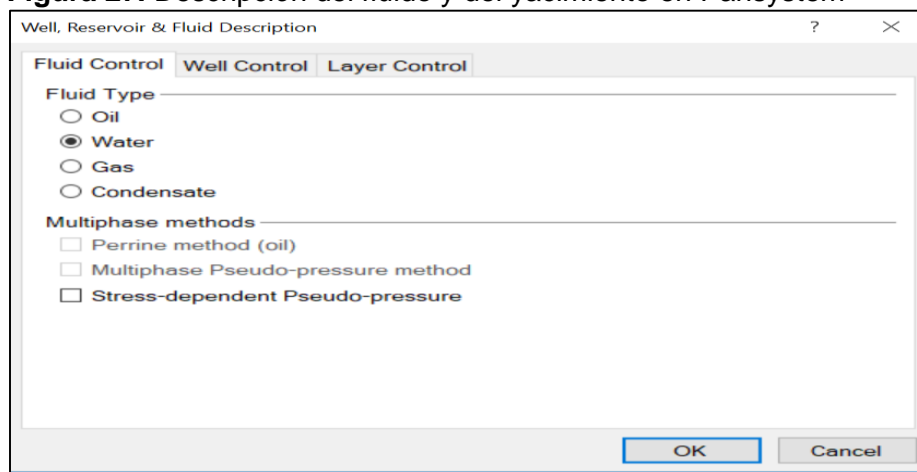 Well, Reservoir & Fluid Description ? ×
Fluid Control Well Control Layer Control
Fluid Type
Oil
Water
Gas
Condensate
Multiphase methods
Perrine method (oil)
Multiphase Pseudo-pressure method
Stress-dependent Pseudo-pressure
OK Cancel